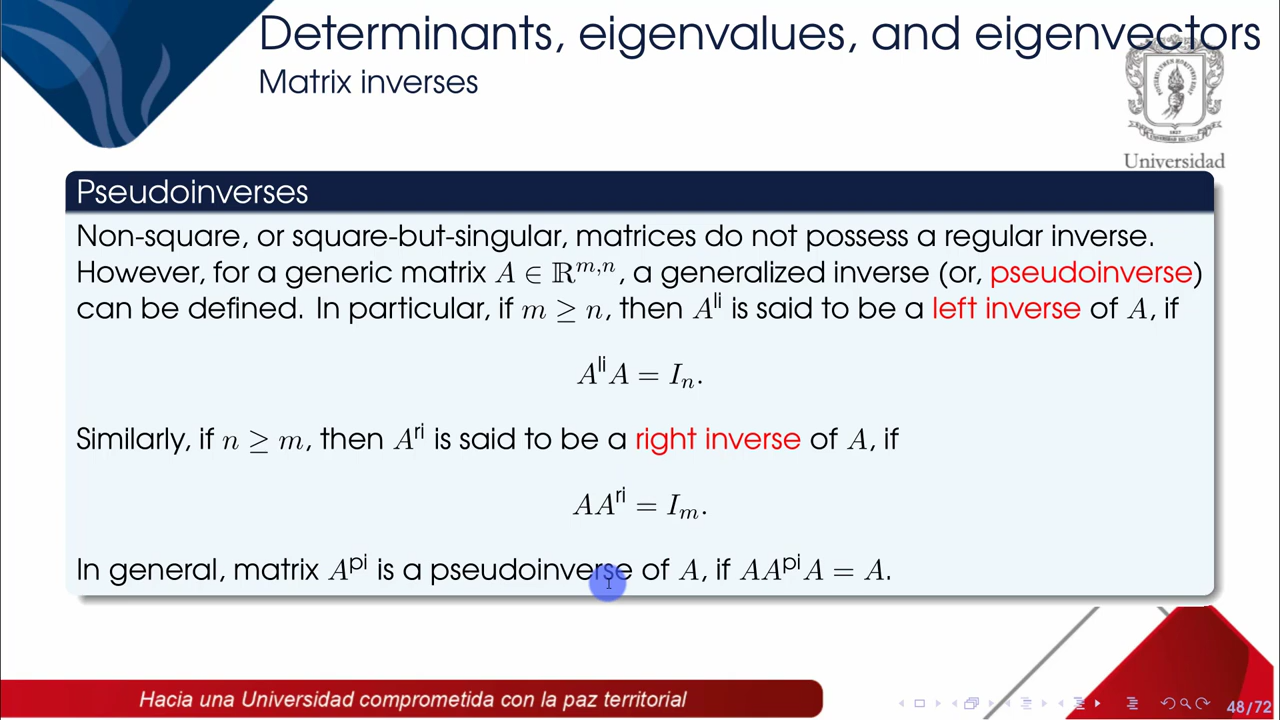 Determinants, eigenvalues, and eigenvectors
Matrix inverses
Universidad
Pseudoinverses
Non-square, or square-but-singular, matrices do not possess a regular inverse.
However, for a generic matrix A ∈ ℝ^{m,n}, a generalized inverse (or, pseudoinverse)
can be defined. In particular, if m ≥ n, then A^{li} is said to be a left inverse of A, if
A^{li}A = I_n.
Similarly, if n ≥ m, then A^{ri} is said to be a right inverse of A, if
AA^{ri} = I_m.
In general, matrix A^{pi} is a pseudoinverse of A, if AA^{pi}A = A.
Hacia una Universidad comprometida con la paz territorial
48/72